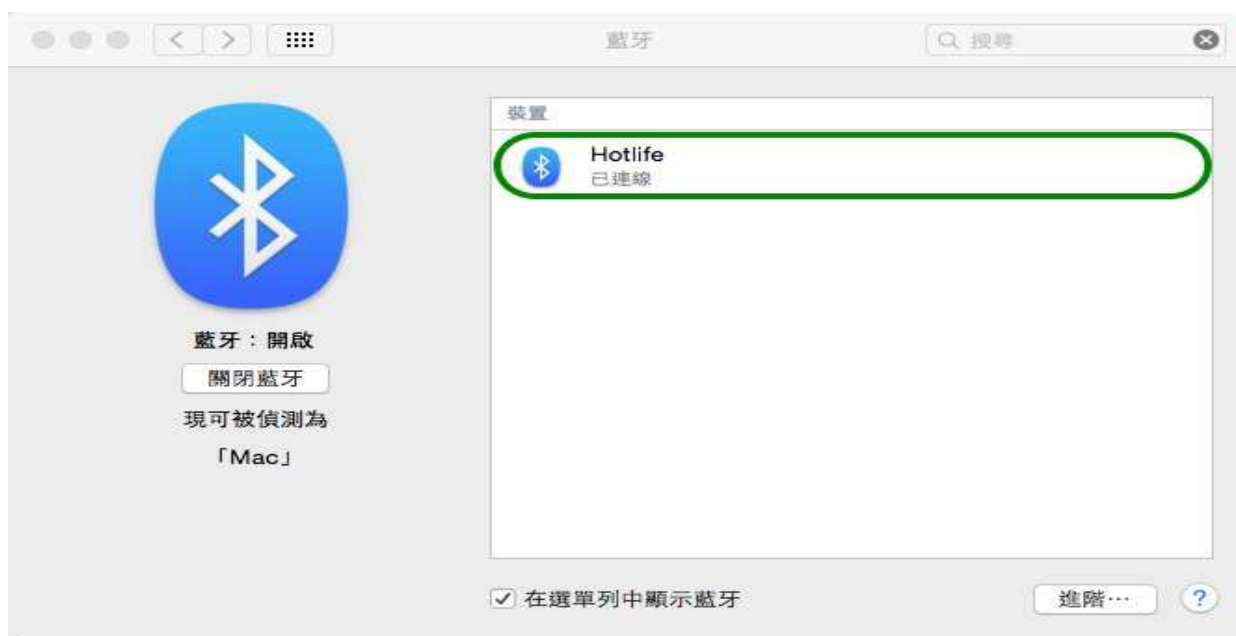 藍牙
搜尋
裝置
Hotlife
已連線
藍牙：開啟
關閉藍牙
現可被偵測為
「Mac」
在選單列中顯示藍牙
進階…
?